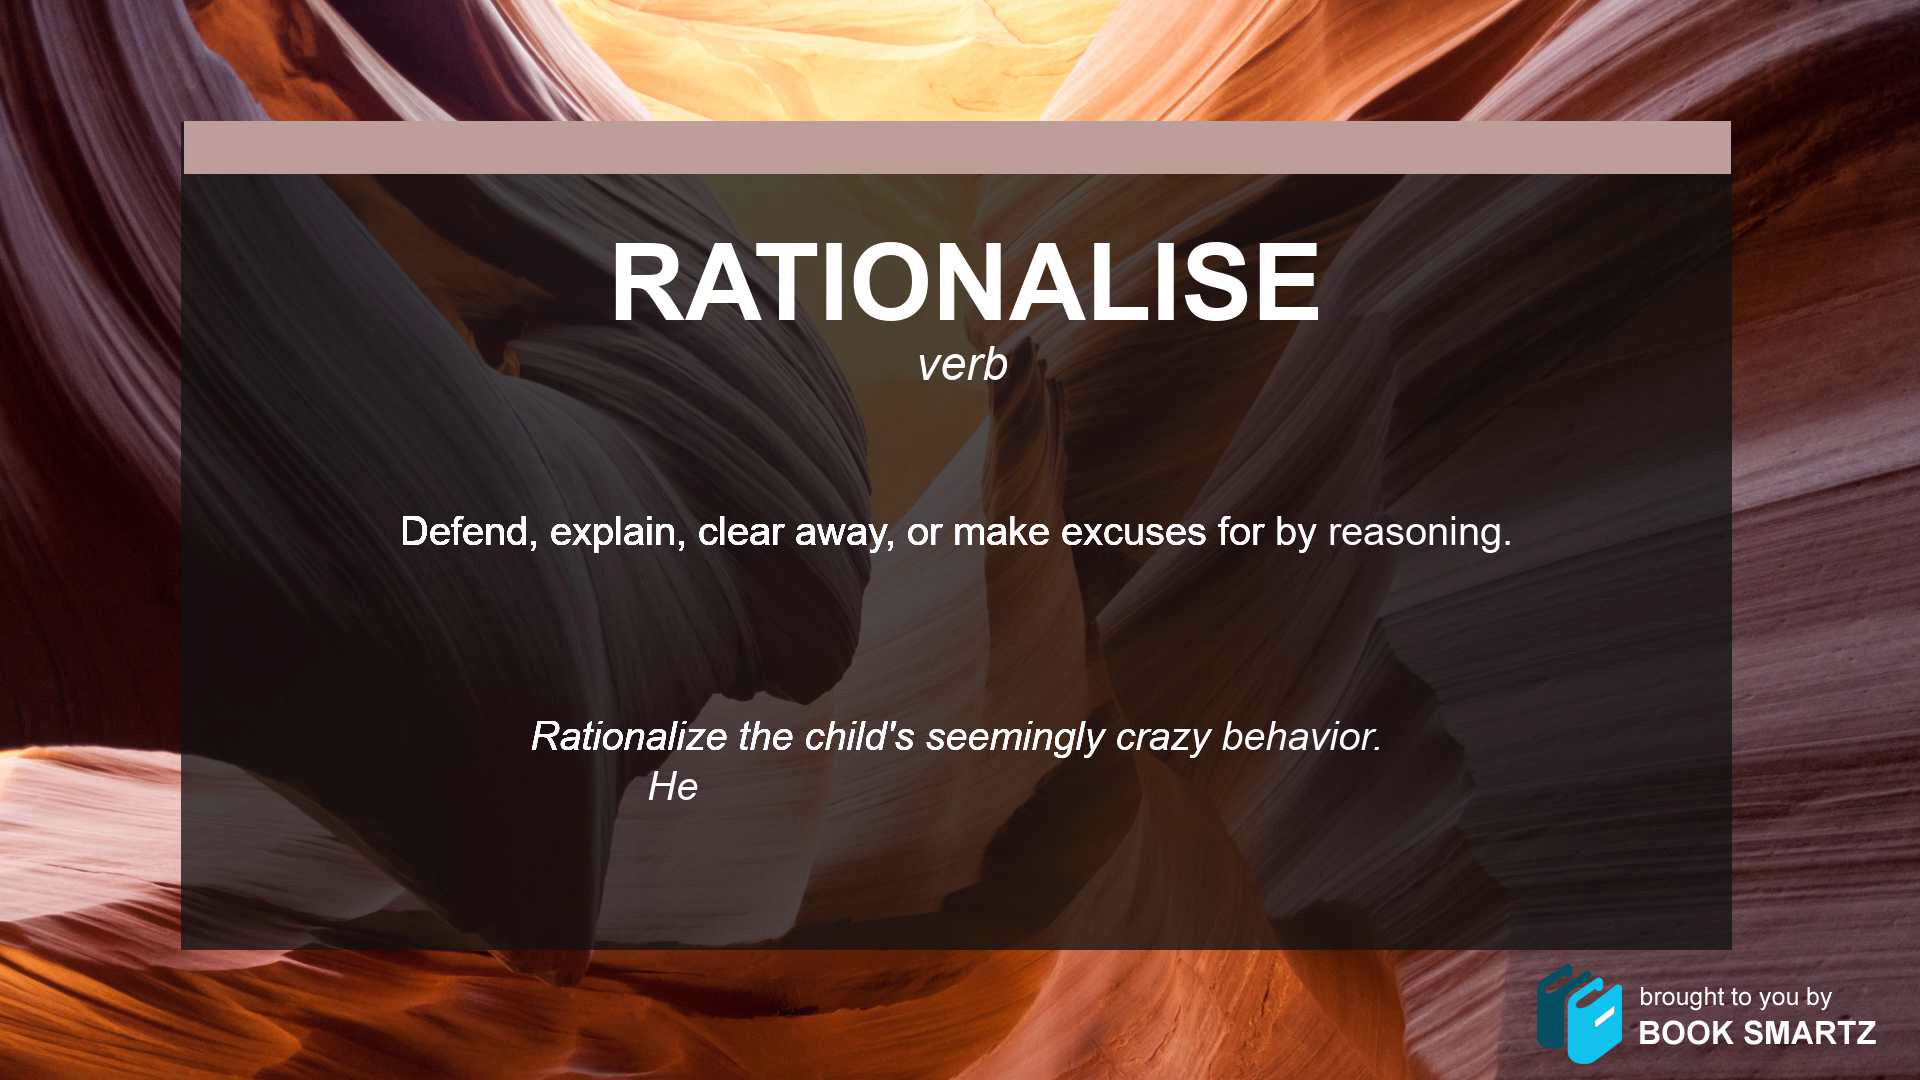 RATIONALISE
verb
Defend, explain, clear away, or make excuses for by reasoning.
Rationalize the child's seemingly crazy behavior.
He
brought to you by
BOOK SMARTZ